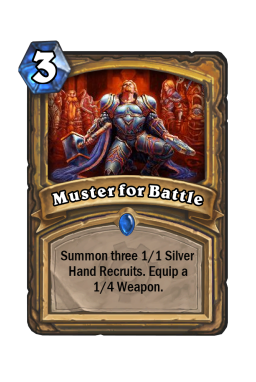 3
Muster for Battle
Summon three 1/1 Silver
Hand Recruits. Equip a
1/4 Weapon.